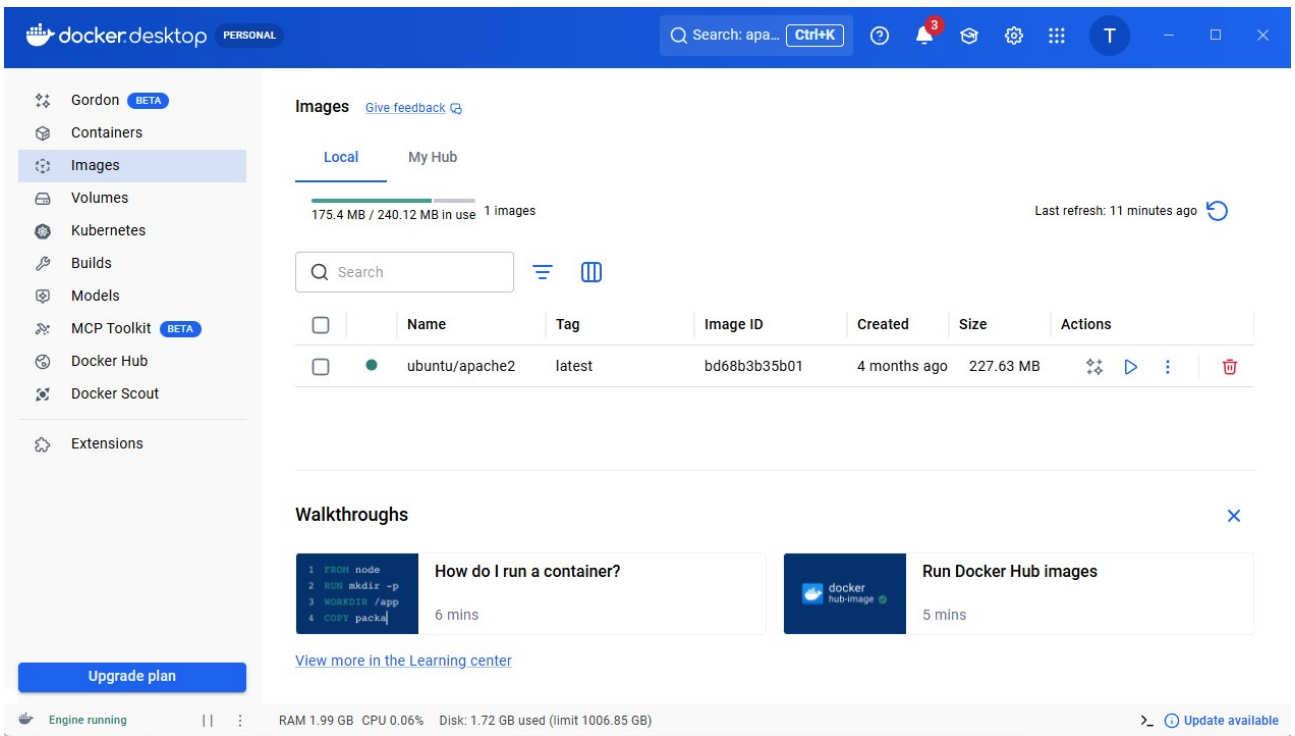 docker.desktop PERSONAL
Search: apa... Ctrl+K
3
T
Gordon BETA
Containers
Images
Volumes
Kubernetes
Builds
Models
MCP Toolkit BETA
Docker Hub
Docker Scout
Extensions
Upgrade plan
Images Give feedback
Local My Hub
175.4 MB / 240.12 MB in use 1 images
Last refresh: 11 minutes ago
Search
Name Tag Image ID Created Size Actions
ubuntu/apache2 latest bd68b3b35b01 4 months ago 227.63 MB
Walkthroughs
1 FROM node
2 RUN mkdir -p
3 WORKDIR /app
4 COPY packa
How do I run a container?
6 mins
docker
hub-image
Run Docker Hub images
5 mins
View more in the Learning center
Engine running
RAM 1.99 GB CPU 0.06% Disk: 1.72 GB used (limit 1006.85 GB)
>_ Update available